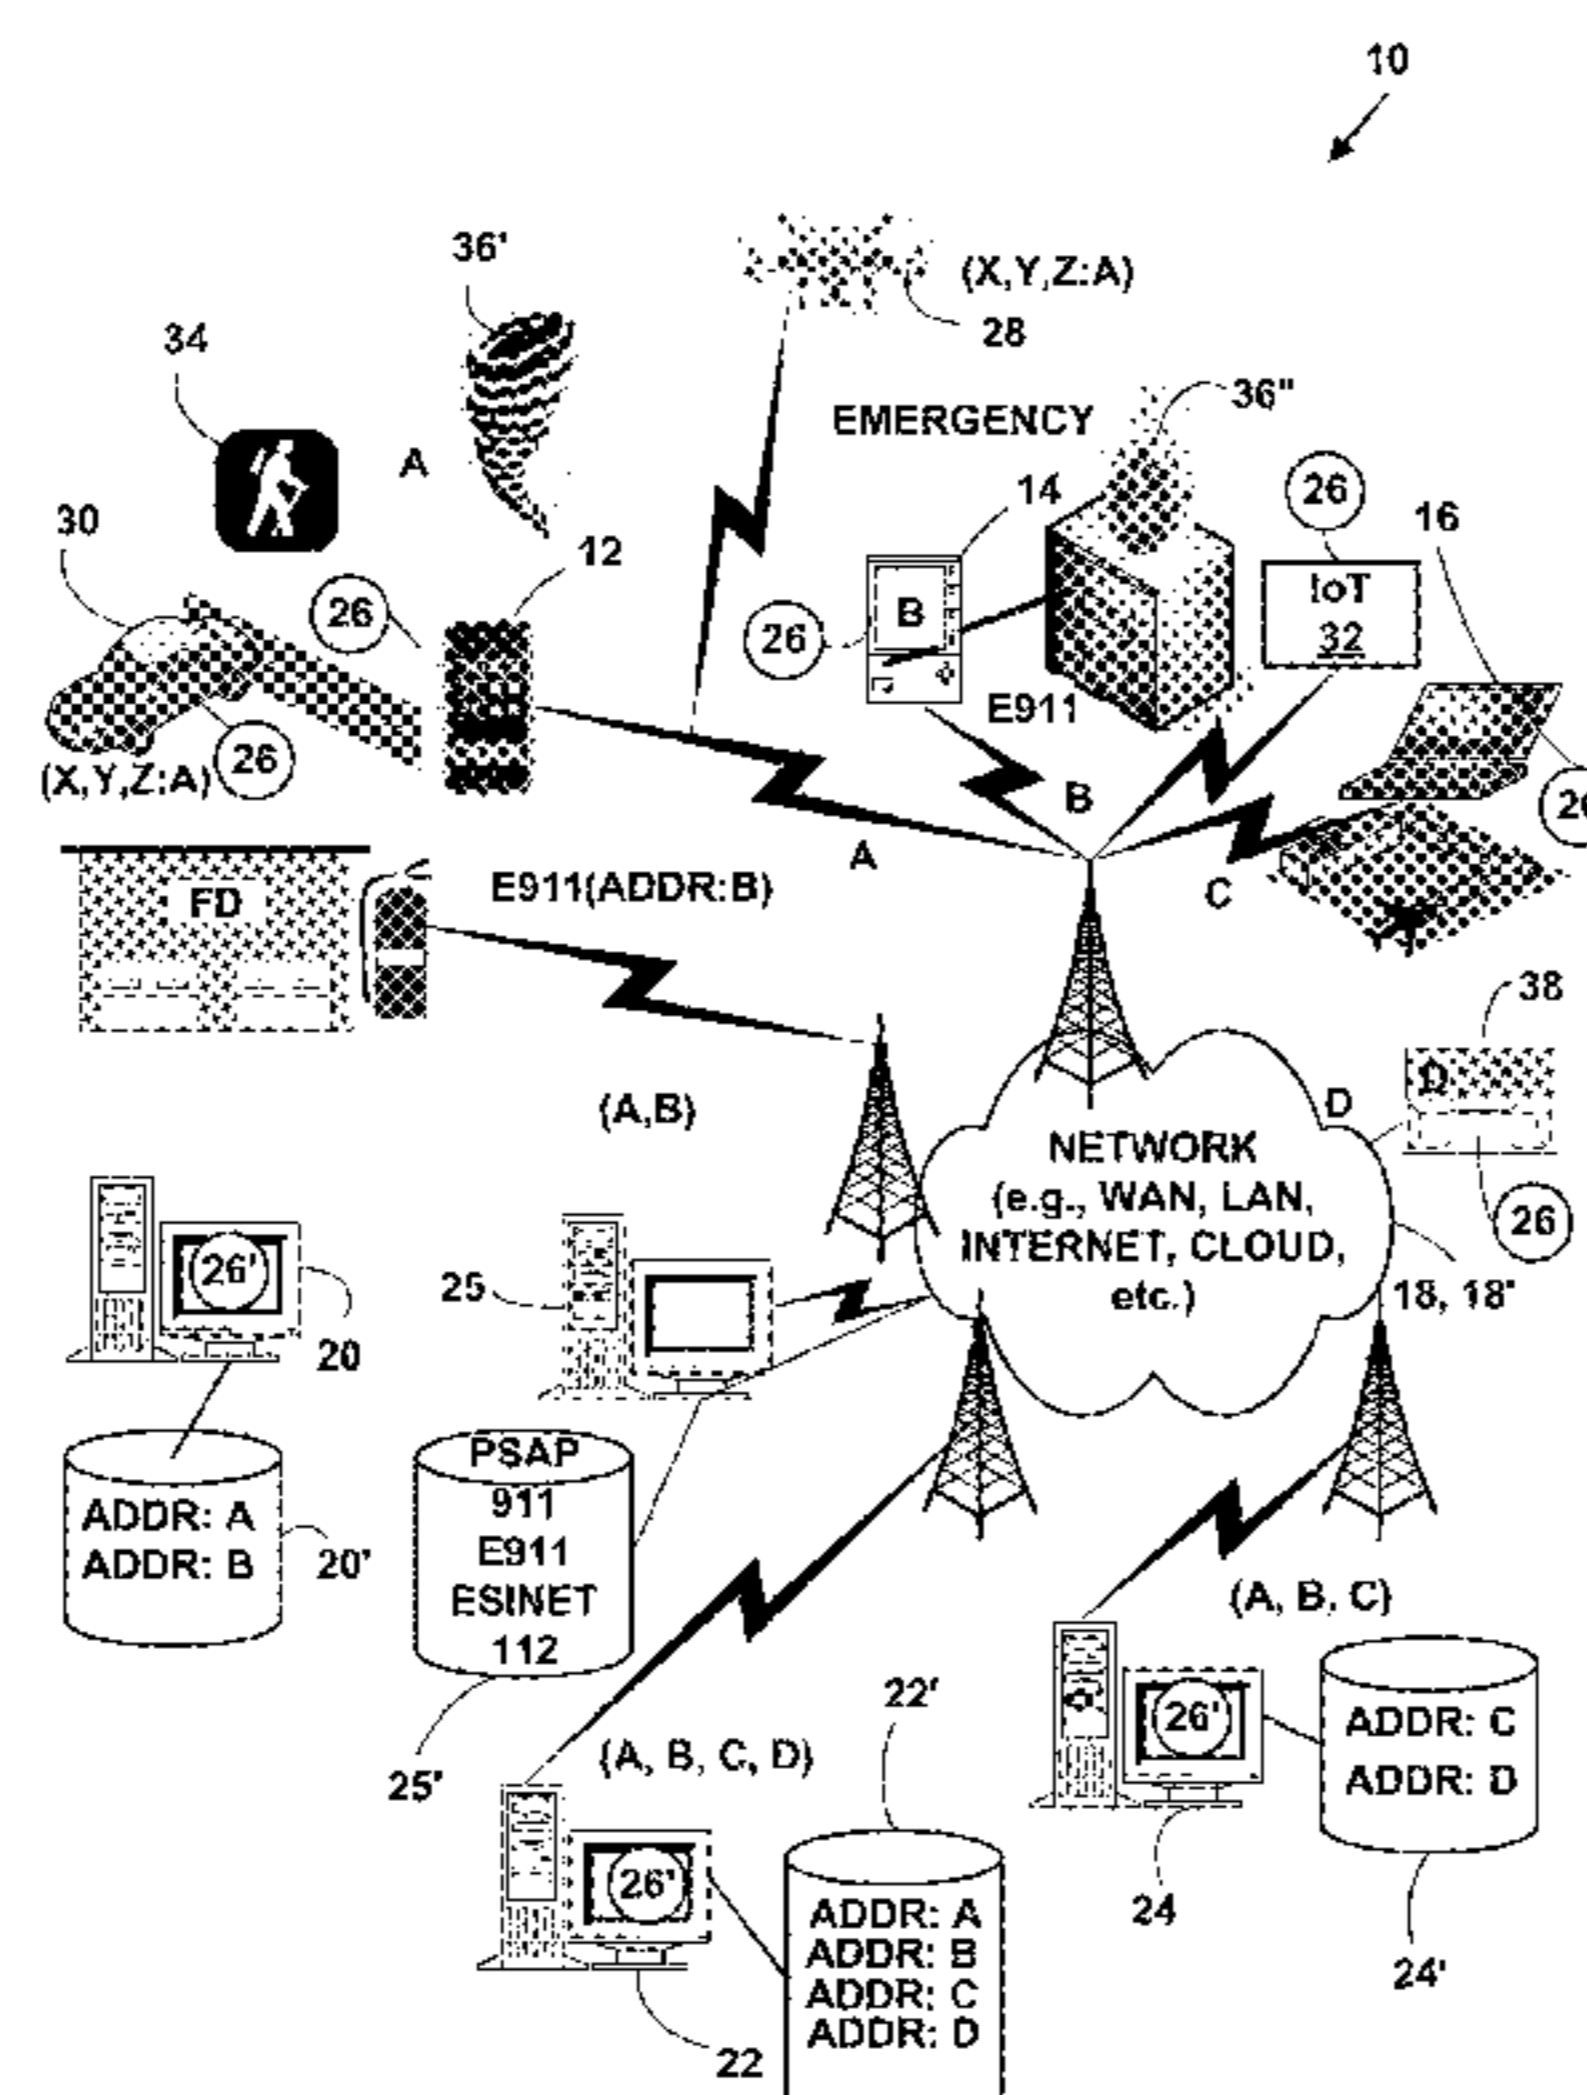 10
36'
(X,Y,Z:A)
28
34
EMERGENCY
36"
A
14
26
16
30
12
IoT
32
26
B
26
E911
26
(X,Y,Z:A)
26
B
A
C
FD
E911(ADDR:B)
38
D
(A,B)
D
NETWORK
(e.g., WAN, LAN,
INTERNET, CLOUD,
etc.)
26
26'
25
18, 18'
20
PSAP
911
E911
ESINET
112
ADDR: A
ADDR: B
20'
(A, B, C)
22'
26'
ADDR: C
ADDR: D
(A, B, C, D)
25'
26'
24
ADDR: A
ADDR: B
ADDR: C
ADDR: D
24'
22